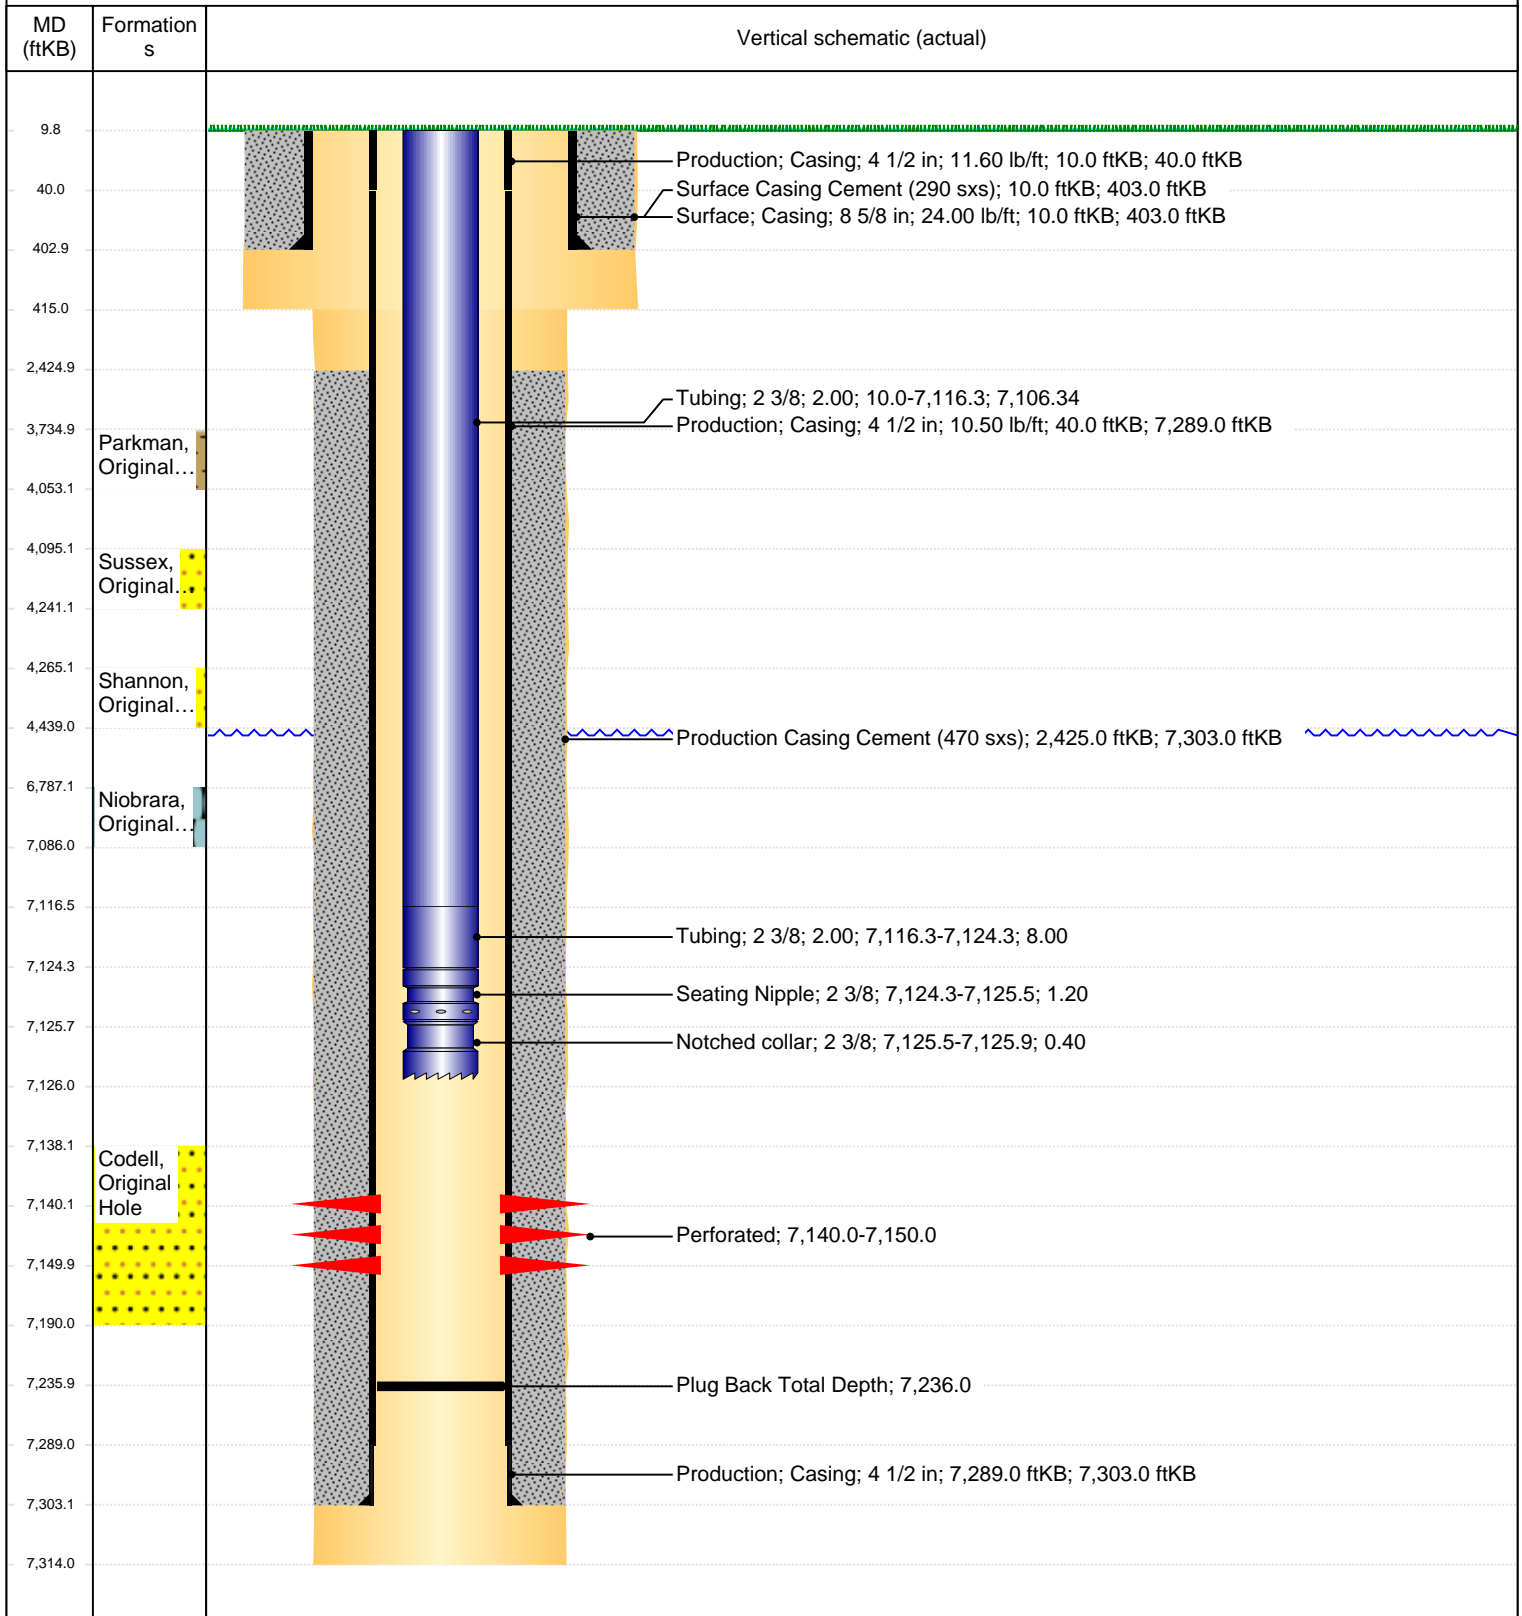 MD
(ftKB)
Formation
s
Vertical schematic (actual)
9.8
Production; Casing; 4 1/2 in; 11.60 lb/ft; 10.0 ftKB; 40.0 ftKB
40.0
Surface Casing Cement (290 sxs); 10.0 ftKB; 403.0 ftKB
Surface; Casing; 8 5/8 in; 24.00 lb/ft; 10.0 ftKB; 403.0 ftKB
402.9
415.0
2,424.9
Tubing; 2 3/8; 2.00; 10.0-7,116.3; 7,106.34
3,734.9
Production; Casing; 4 1/2 in; 10.50 lb/ft; 40.0 ftKB; 7,289.0 ftKB
Parkman,
Original...
4,053.1
4,095.1
Sussex,
Original...
4,241.1
4,265.1
Shannon,
Original...
4,439.0
Production Casing Cement (470 sxs); 2,425.0 ftKB; 7,303.0 ftKB
6,787.1
Niobrara,
Original...
7,086.0
7,116.5
Tubing; 2 3/8; 2.00; 7,116.3-7,124.3; 8.00
7,124.3
Seating Nipple; 2 3/8; 7,124.3-7,125.5; 1.20
7,125.7
Notched collar; 2 3/8; 7,125.5-7,125.9; 0.40
7,126.0
7,138.1
Codell,
Original
Hole
7,140.1
Perforated; 7,140.0-7,150.0
7,149.9
7,190.0
7,235.9
Plug Back Total Depth; 7,236.0
7,289.0
Production; Casing; 4 1/2 in; 7,289.0 ftKB; 7,303.0 ftKB
7,303.1
7,314.0